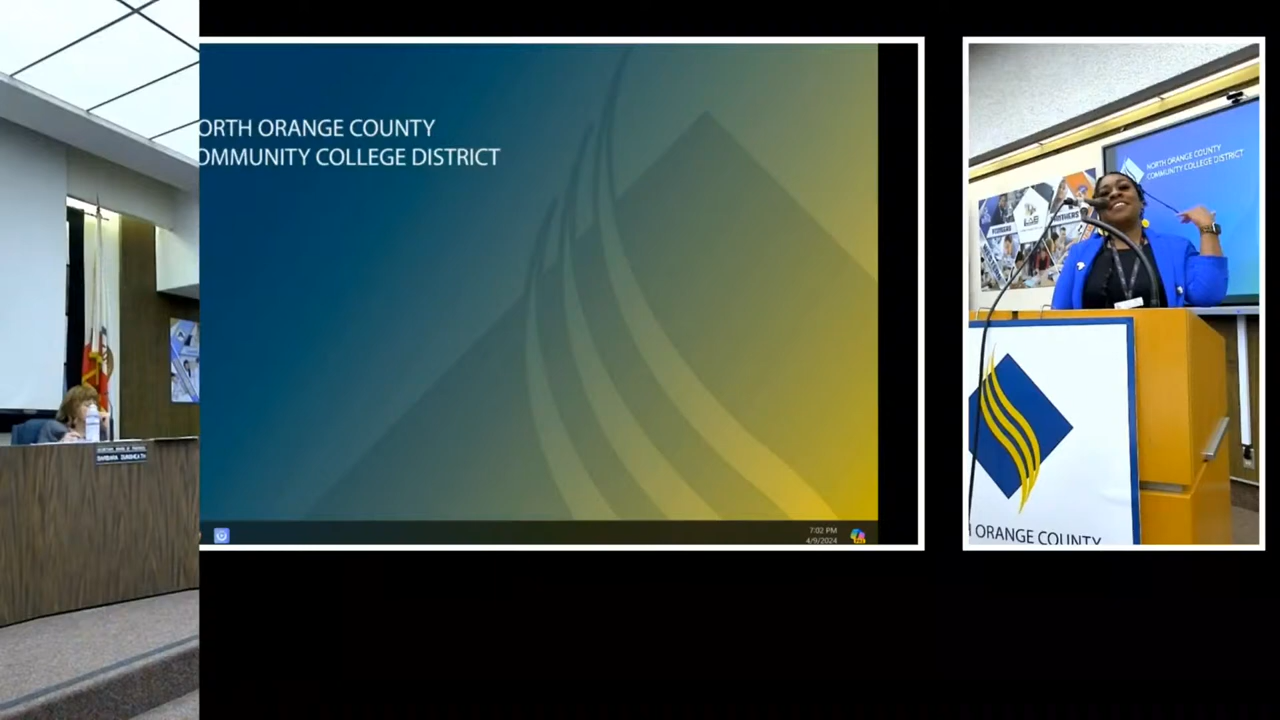 ORTH ORANGE COUNTY
OMMUNITY COLLEGE DISTRICT
7:02 PM
4/9/2024
NORTH ORANGE COUNTY
COMMUNITY COLLEGE DISTRICT
ORANGE COUNTY